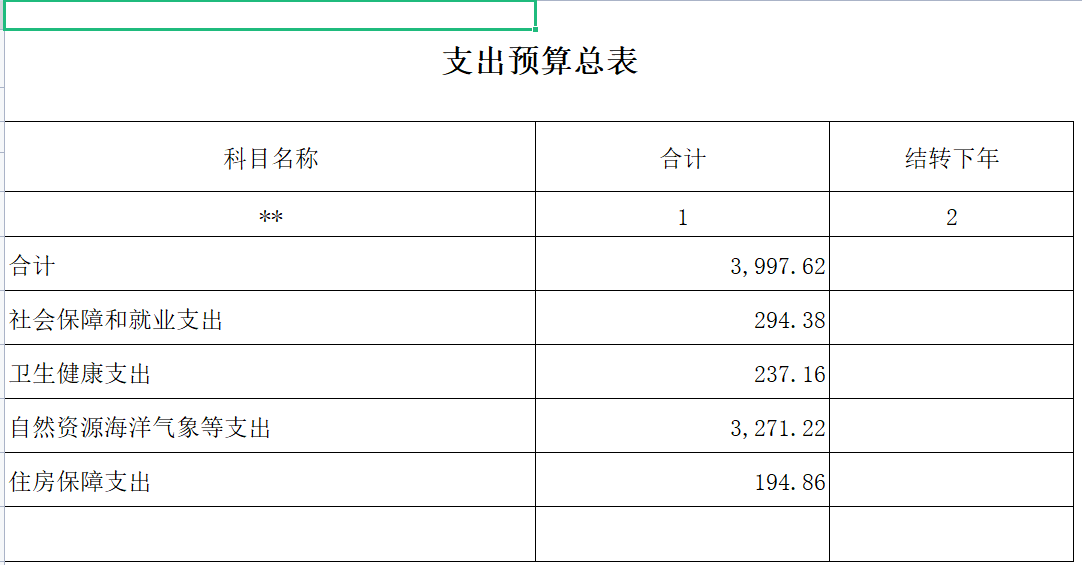 支出预算总表
科目名称 合计 结转下年
** 1 2
合计 3,997.62
社会保障和就业支出 294.38
卫生健康支出 237.16
自然资源海洋气象等支出 3,271.22
住房保障支出 194.86